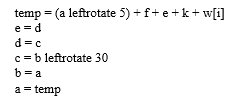 temp = (a leftrotate 5) + f + e + k + w[i]
e = d
d = c
c = b leftrotate 30
b = a
a = temp